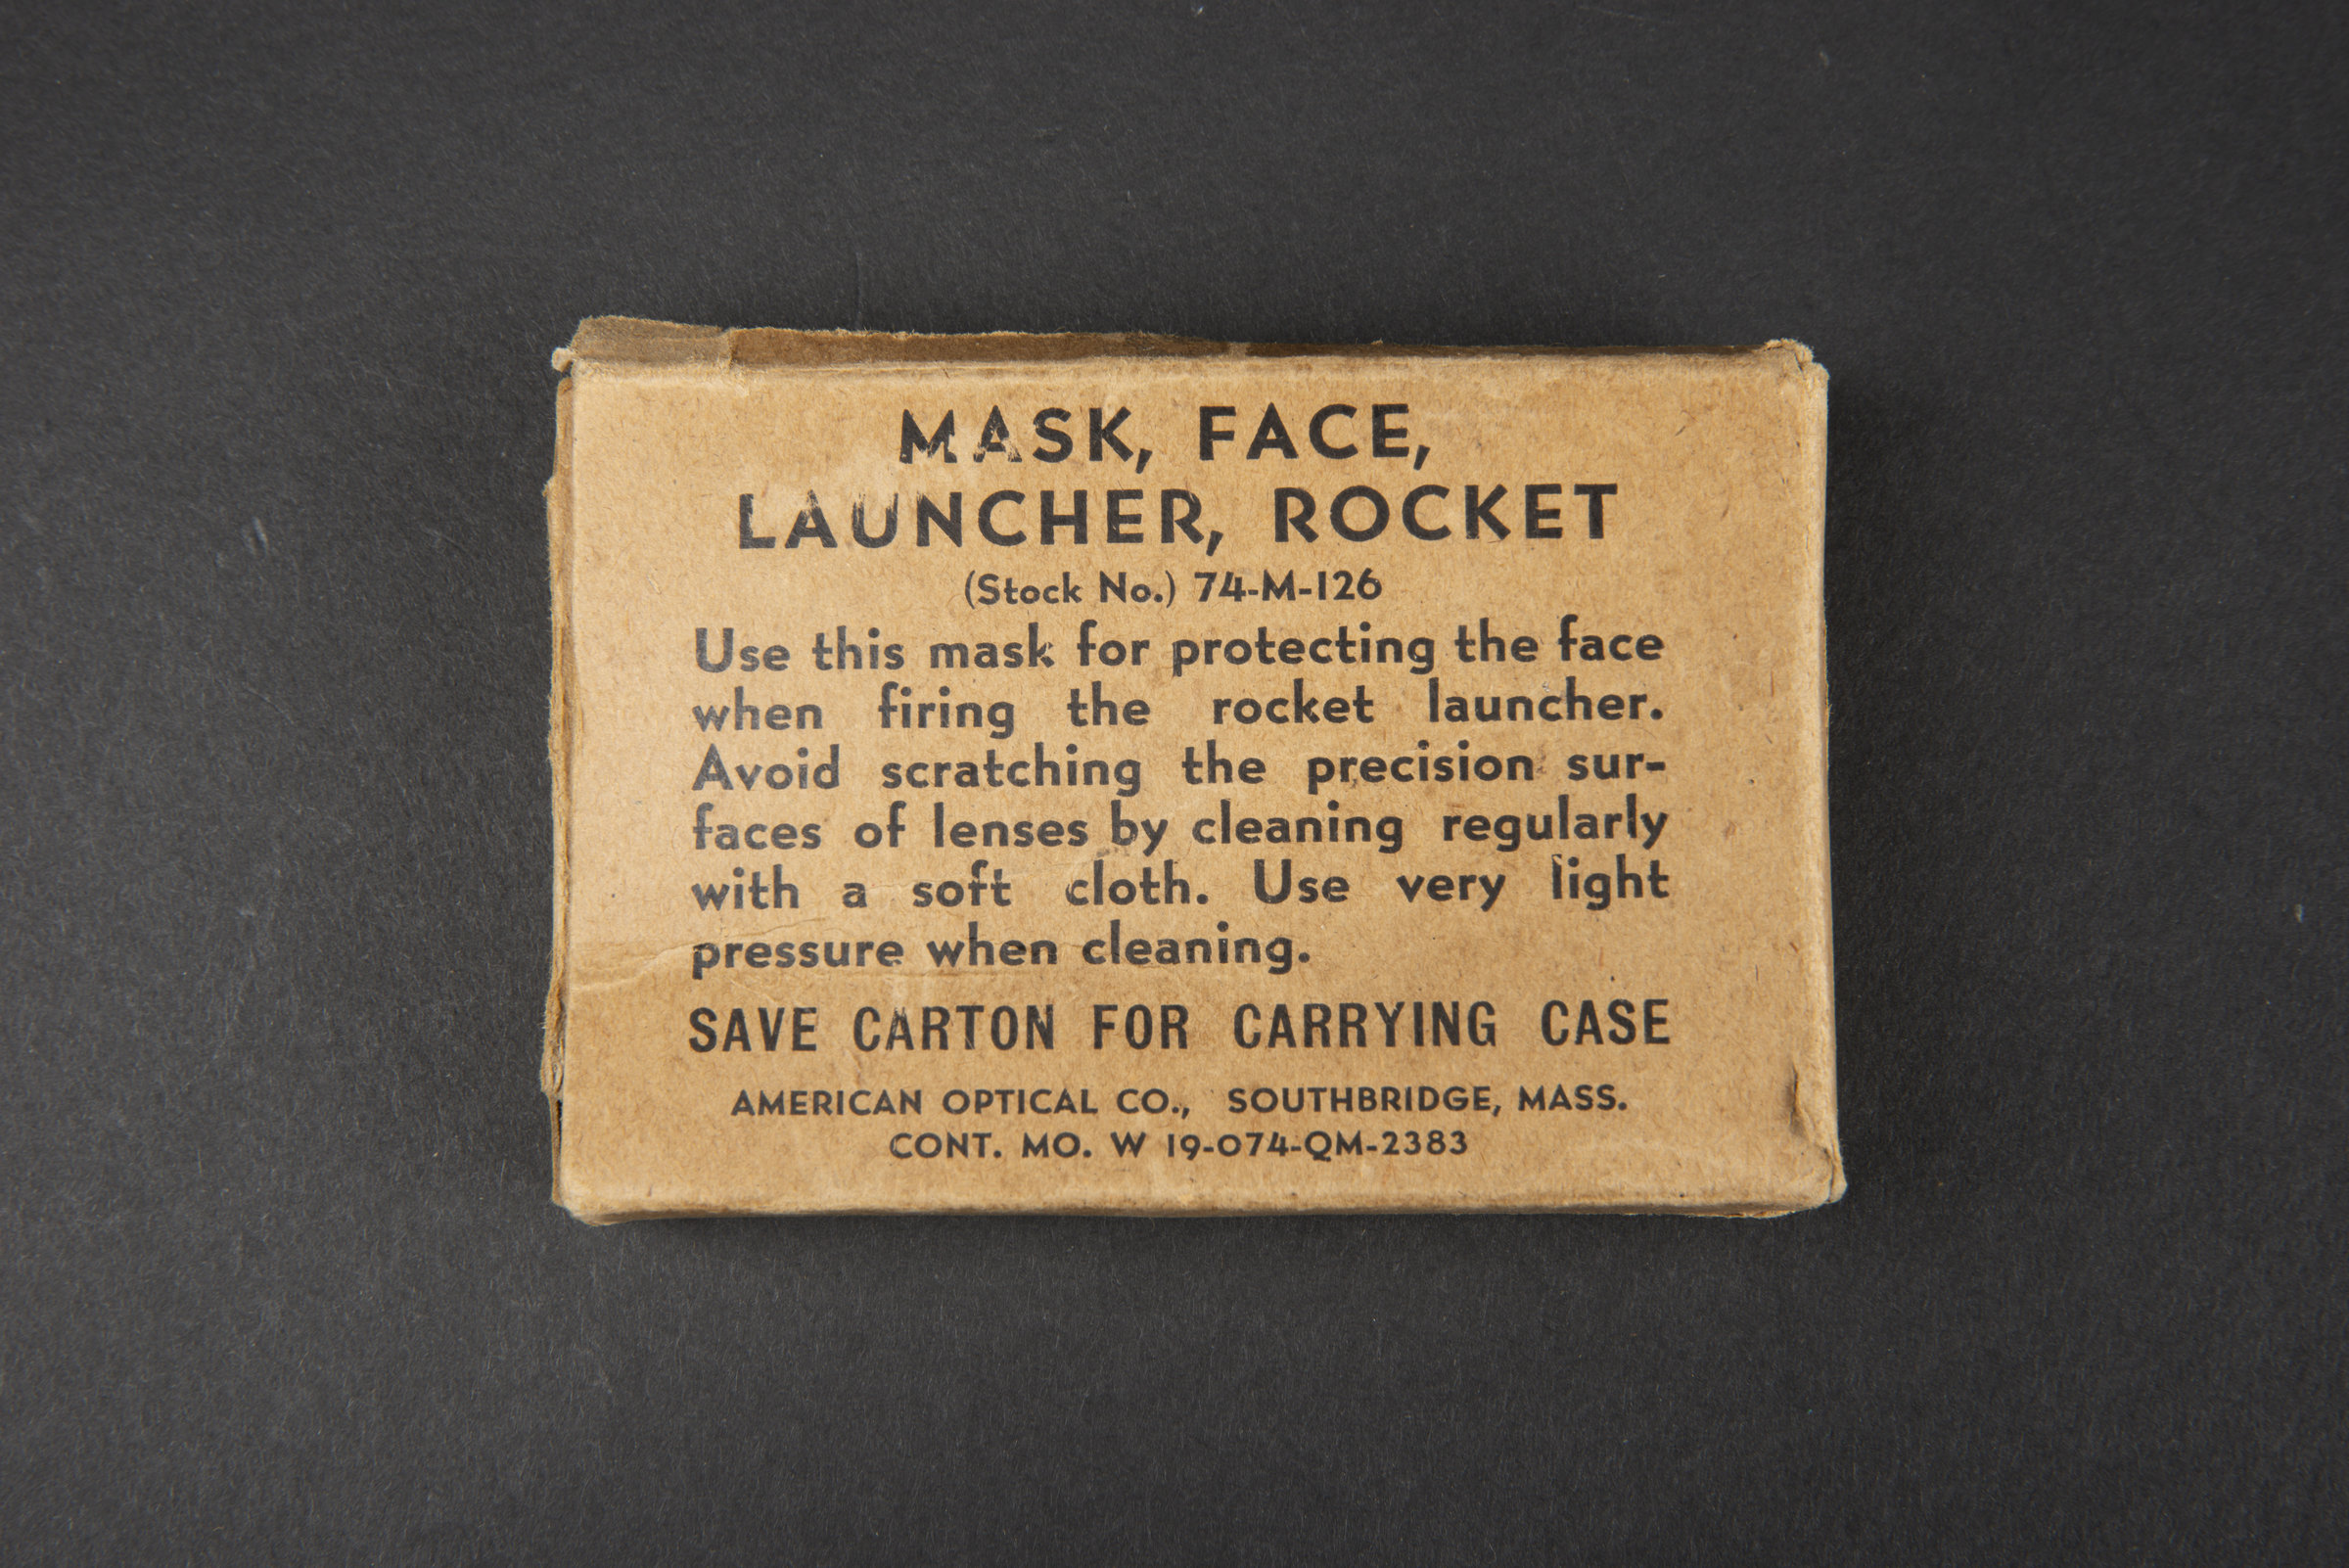 MASK, FACE,
LAUNCHER, ROCKET
(Stock No.) 74-M-126
Use this mask for protecting the face
when firing the rocket launcher.
Avoid scratching the precision sur-
faces of lenses by cleaning regularly
with a soft cloth. Use very light
pressure when cleaning.
SAVE CARTON FOR CARRYING CASE
AMERICAN OPTICAL CO., SOUTHBRIDGE, MASS.
CONT. MO. W 19-074-QM-2383